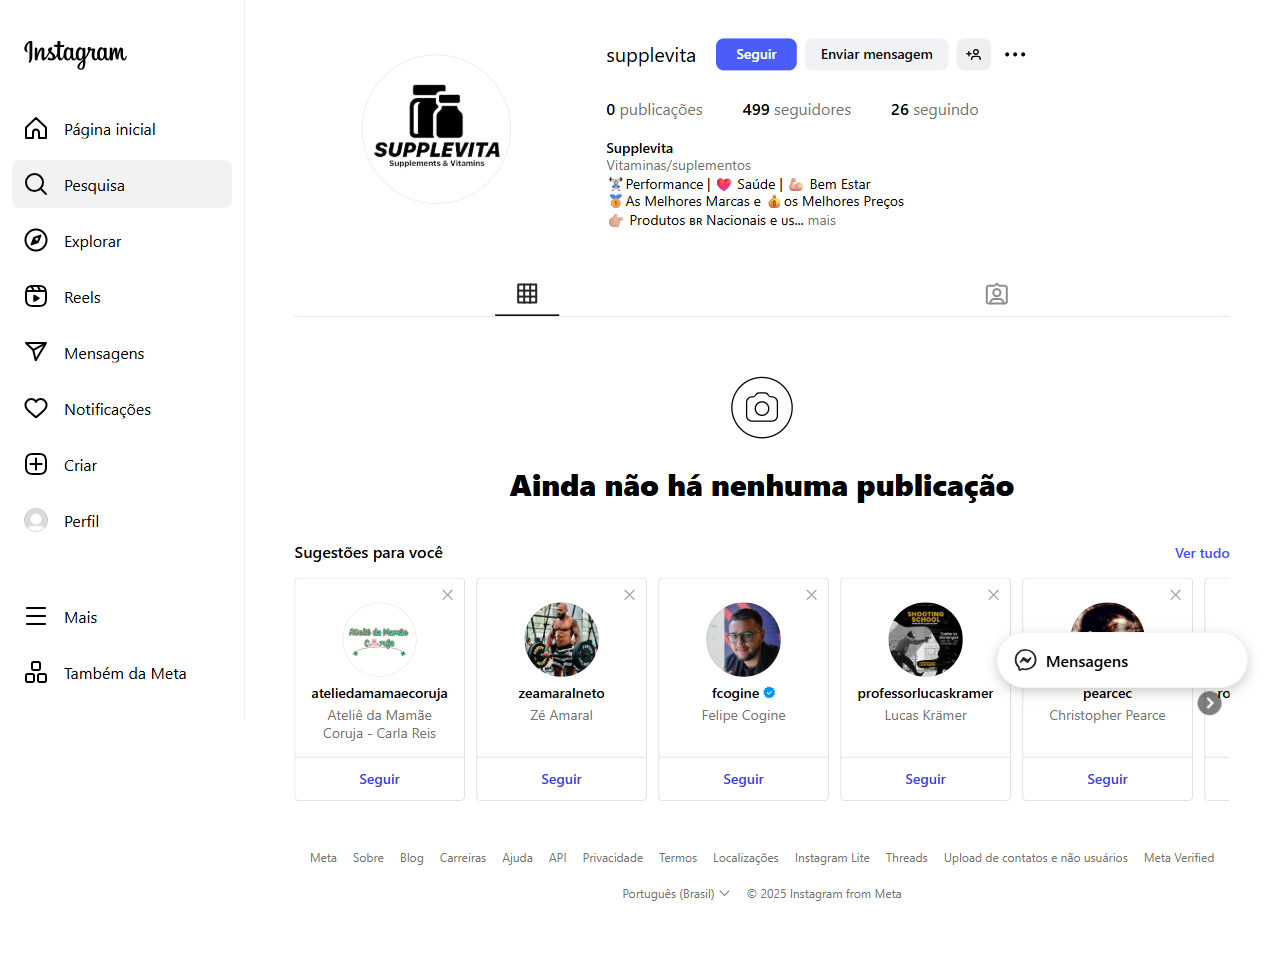 Instagram
Página inicial
Pesquisa
Explorar
Reels
Mensagens
Notificações
Criar
Perfil
Mais
Também da Meta
SUPPLEVITA
Supplements & Vitamins
supplevita
Seguir
Enviar mensagem
0 publicações
499 seguidores
26 seguindo
Supplevita
Vitaminas/suplementos
🏋️Performance | ❤️ Saúde | 💪🏼 Bem Estar
🥇As Melhores Marcas e 💰os Melhores Preços
👉🏼 Produtos 🇧🇷 Nacionais e 🇺🇸... mais
Ainda não há nenhuma publicação
Sugestões para você
Ver tudo
Ateliê da Mamãe
Coruja
SHOOTING
SCHOOL
ateliedamamaecoruja
Ateliê da Mamãe
Coruja - Carla Reis
Seguir
zeamaralneto
Zé Amaral
Seguir
fcogine
Felipe Cogine
Seguir
professorlucaskramer
Lucas Krämer
Seguir
pearcec
Christopher Pearce
Seguir
ro
Mensagens
Meta
Sobre
Blog
Carreiras
Ajuda
API
Privacidade
Termos
Localizações
Instagram Lite
Threads
Upload de contatos e não usuários
Meta Verified
Português (Brasil)
© 2025 Instagram from Meta